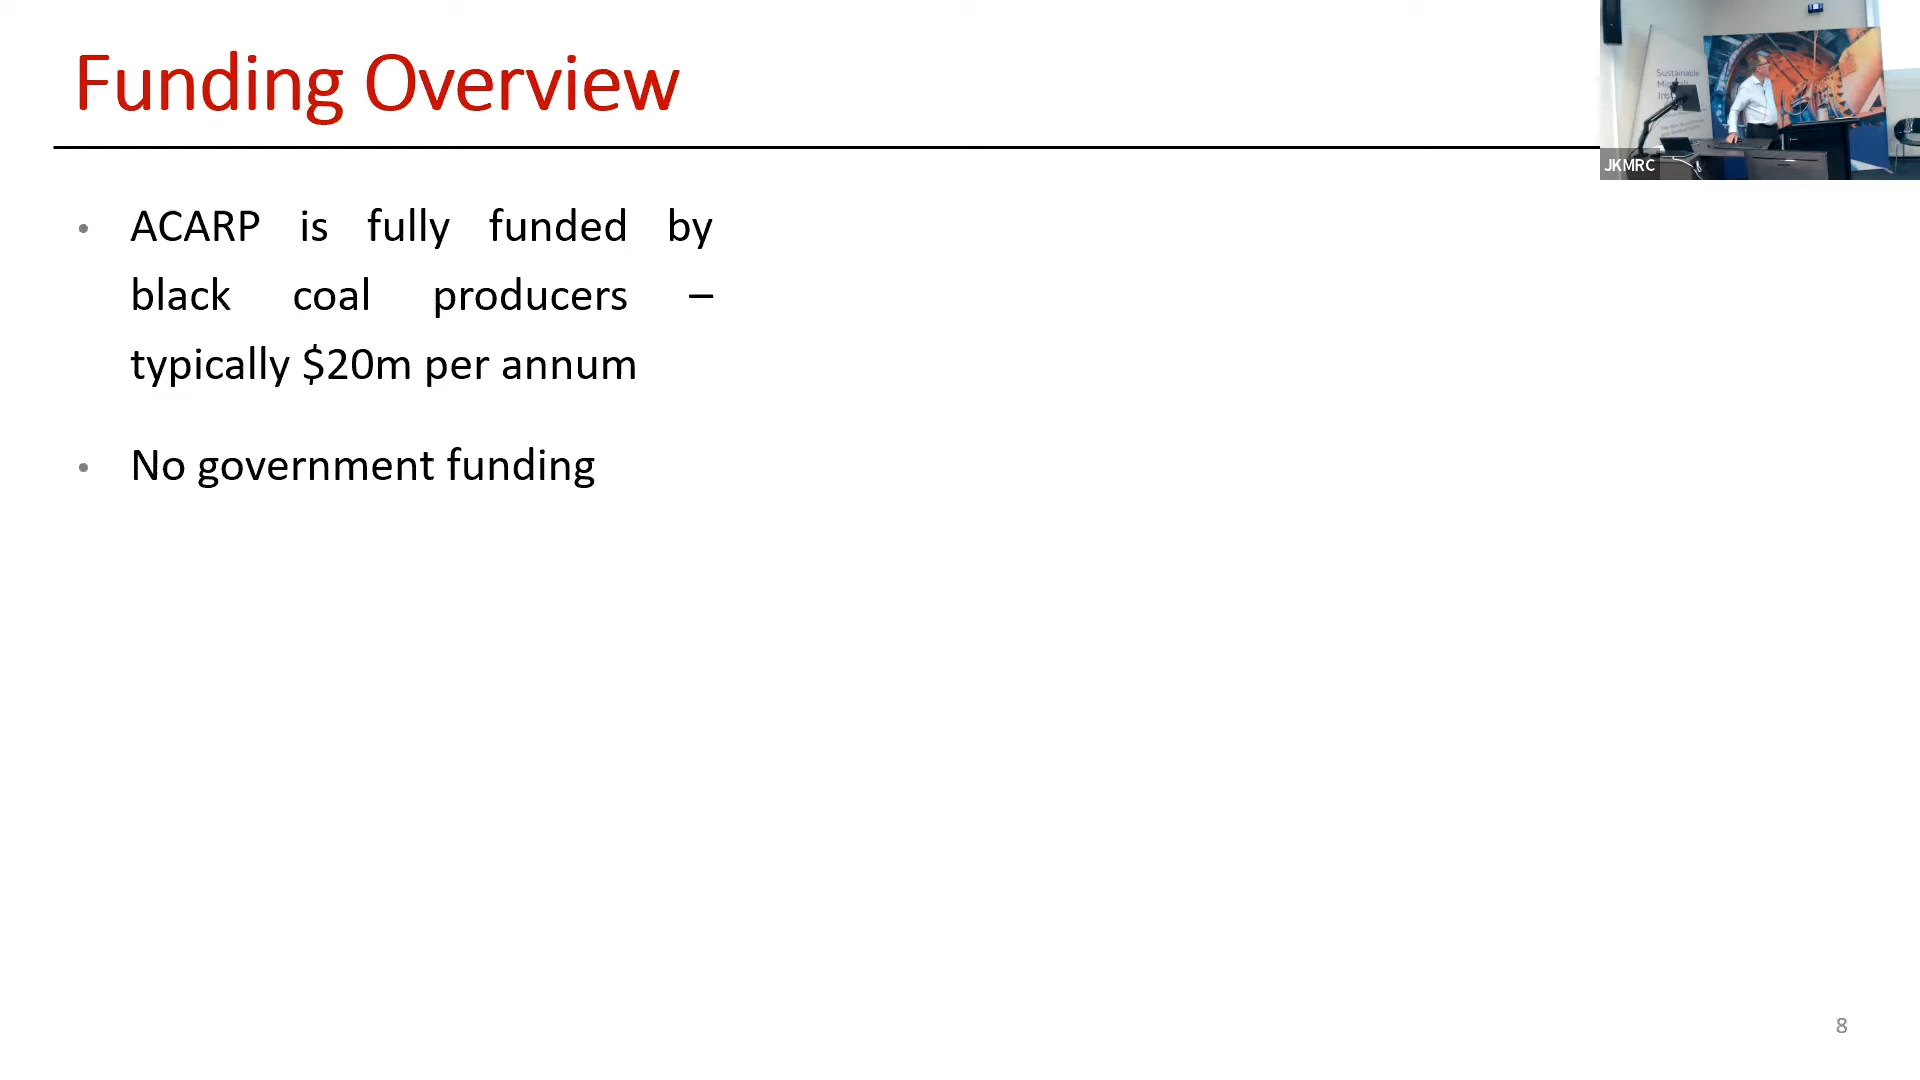 Funding Overview
• ACARP is fully funded by
black coal producers –
typically $20m per annum
• No government funding
Sustainable
JKMRC
8